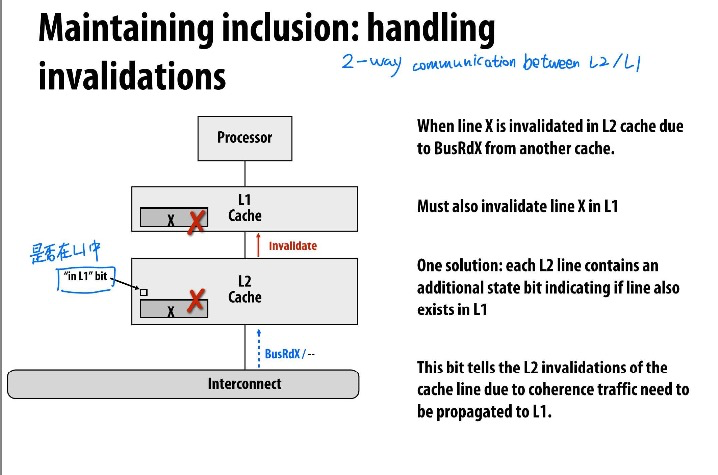 Maintaining inclusion: handling
invalidations
2-way communication between L2/L1
Processor
L1
Cache
X
Invalidate
是否在L1中
"in L1" bit
L2
Cache
X
BusRdX / --
Interconnect
When line X is invalidated in L2 cache due
to BusRdX from another cache.
Must also invalidate line X in L1
One solution: each L2 line contains an
additional state bit indicating if line also
exists in L1
This bit tells the L2 invalidations of the
cache line due to coherence traffic need to
be propagated to L1.